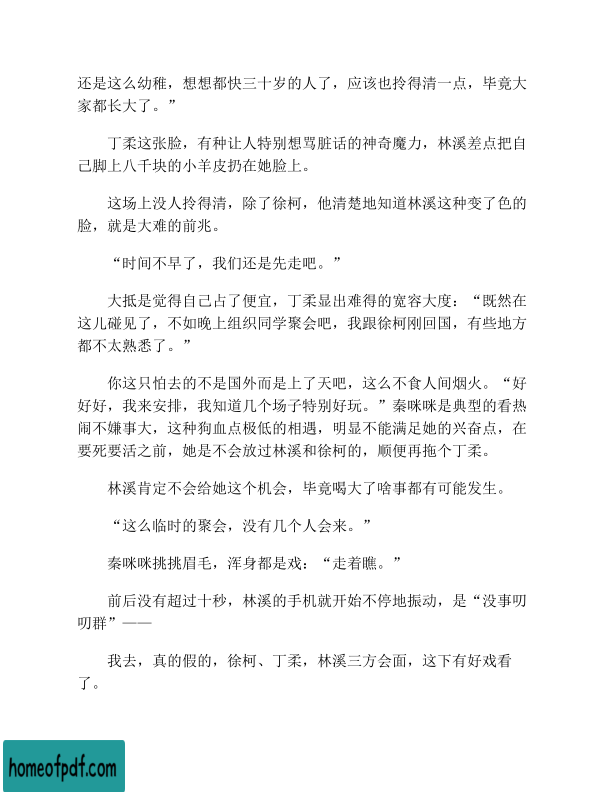 还是这么幼稚，想想都快三十岁的人了，应该也拎得清一点，毕竟大
家都长大了。”
丁柔这张脸，有种让人特别想骂脏话的神奇魔力，林溪差点把自
己脚上八千块的小羊皮扔在她脸上。
这场上没人拎得清，除了徐柯，他清楚地知道林溪这种变了色的
脸，就是大难的前兆。
“时间不早了，我们还是先走吧。”
大抵是觉得自己占了便宜，丁柔显出难得的宽容大度：“既然在
这儿碰见了，不如晚上组织同学聚会吧，我跟徐柯刚回国，有些地方
都不太熟悉了。”
你这只怕去的不是国外而是上了天吧，这么不食人间烟火。“好
好好，我来安排，我知道几个场子特别好玩。”秦咪咪是典型的看热
闹不嫌事大，这种狗血点极低的相遇，明显不能满足她的兴奋点，在
要死要活之前，她是不会放过林溪和徐柯的，顺便再拖个丁柔。
林溪肯定不会给她这个机会，毕竟喝大了啥事都有可能发生。
“这么临时的聚会，没有几个人会来。”
秦咪咪挑挑眉毛，浑身都是戏：“走着瞧。”
前后没有超过十秒，林溪的手机就开始不停地振动，是“没事叨
叨群”——
我去，真的假的，徐柯、丁柔，林溪三方会面，这下有好戏看
了。
homeofpdf.com